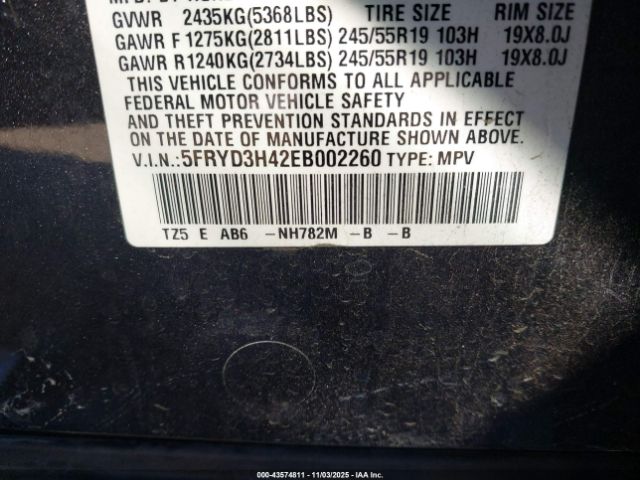 GVWR 2435KG(5368LBS) TIRE SIZE RIM SIZE
GAWR F 1275KG(2811LBS) 245/55R19 103H 19X8.0J
GAWR R 1240KG(2734LBS) 245/55R19 103H 19X8.0J
THIS VEHICLE CONFORMS TO ALL APPLICABLE
FEDERAL MOTOR VEHICLE SAFETY
AND THEFT PREVENTION STANDARDS IN EFFECT
ON THE DATE OF MANUFACTURE SHOWN ABOVE.
V.I.N.:5FRYD3H42EB002260 TYPE: MPV
TZ5 E AB6 -NH782M -B -B
000-43574811 - 11/03/2025 - IAA Inc.